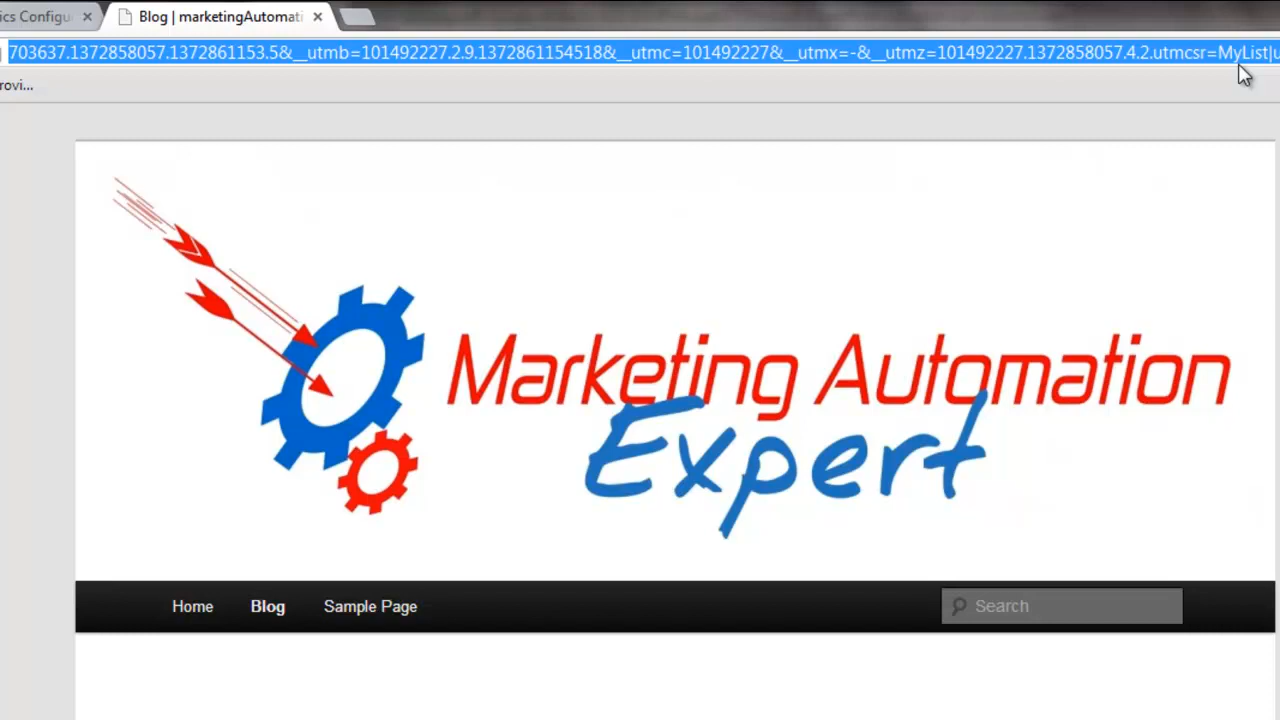 ics Configu
Blog | marketingAutomati
703637.1372858057.1372861153.5&__utmb=101492227.2.9.1372861154518&__utmc=101492227&__utmx=-&__utmz=101492227.1372858057.4.2.utmcsr=MyList|u
rovi...
Marketing Automation
Expert
Home Blog Sample Page Search